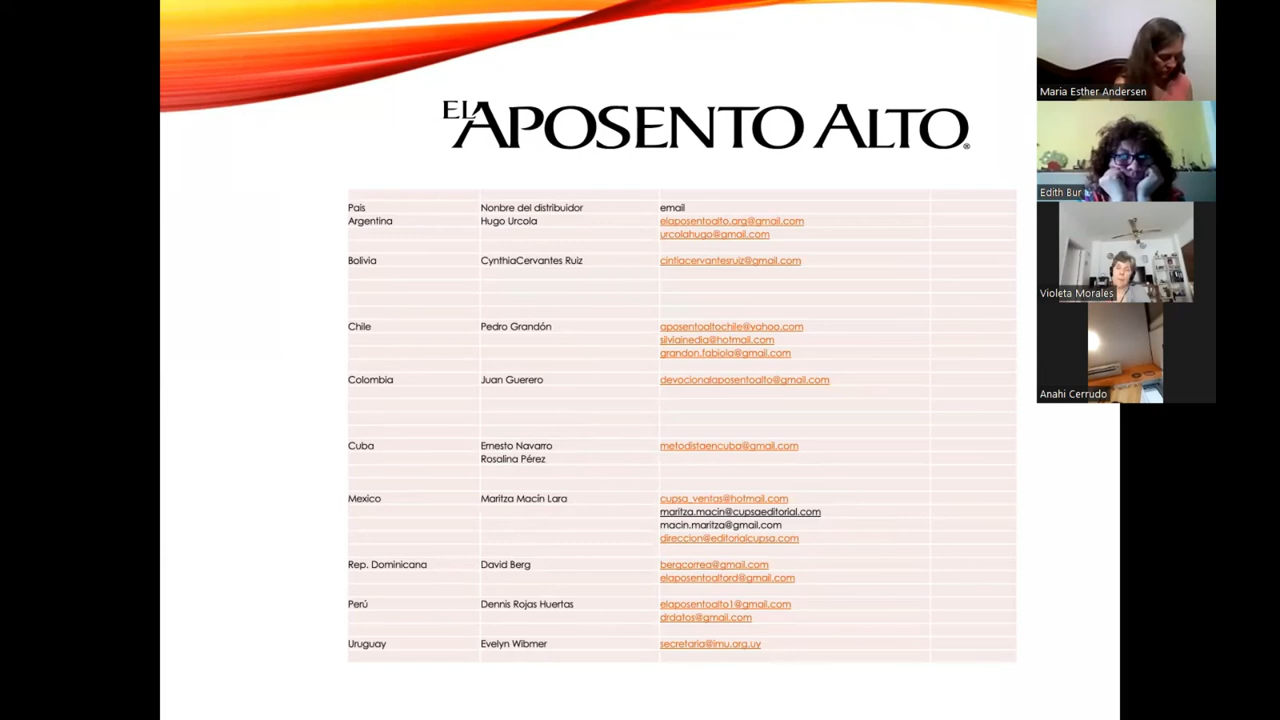 EL APOSENTO ALTO®
País Nombre del distribuidor email
Argentina Hugo Urcola elaposentoalto.arg@gmail.com
urcolahugo@gmail.com
Bolivia CynthiaCervantes Ruiz cintiacervantesruiz@gmail.com
Chile Pedro Grandón aposentoaltochile@yahoo.com
silviainedia@hotmail.com
grandon.fabiola@gmail.com
Colombia Juan Guerero devocionalaposentoalto@gmail.com
Cuba Ernesto Navarro metodistaencuba@gmail.com
Rosalina Pérez
Mexico Maritza Macín Lara cupsa_ventas@hotmail.com
maritza.macin@cupsaeditorial.com
macin.maritza@gmail.com
direccion@editorialcupsa.com
Rep. Dominicana David Berg bergcorrea@gmail.com
elaposentoaltord@gmail.com
Perú Dennis Rojas Huertas elaposentoalto1@gmail.com
drdatos@gmail.com
Uruguay Evelyn Wibmer secretaria@imu.org.uy
Maria Esther Andersen
Edith Bur
Violeta Morales
Anahi Cerrudo